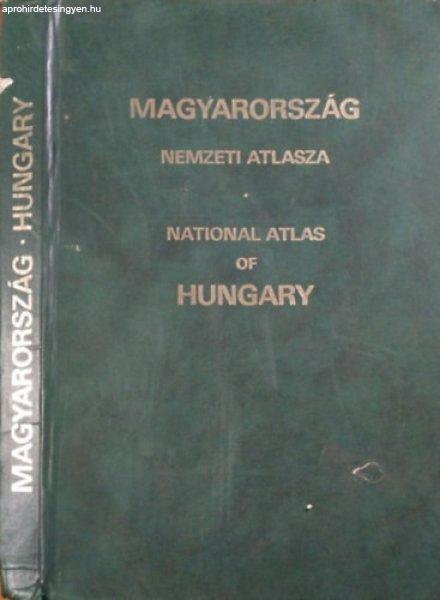 aprohirdetesingyen.hu
MAGYARORSZÁG
NEMZETI ATLASZA
·
NATIONAL ATLAS
OF
HUNGARY
MAGYARORSZÁG · HUNGARY